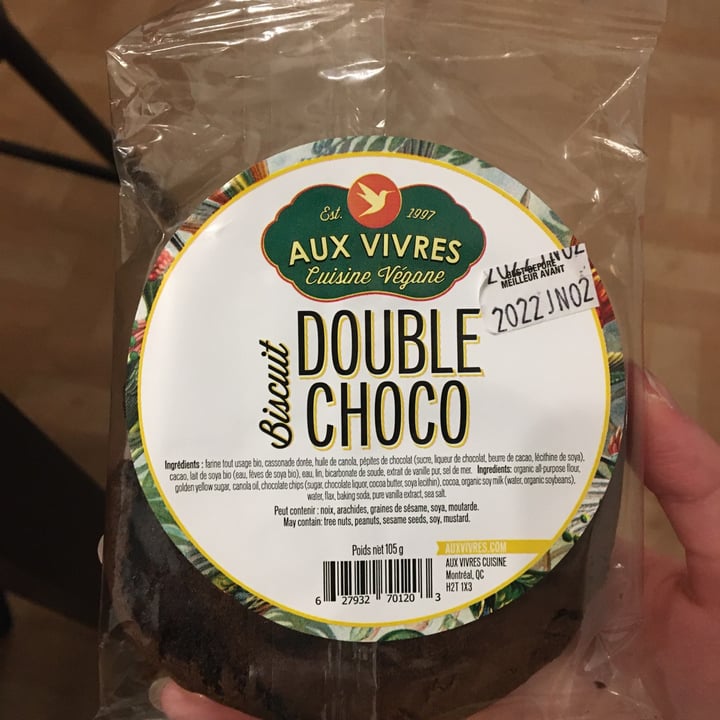 Est. 1997
AUX VIVRES
Cuisine Végane
BEST BEFORE
MEILLEUR AVANT
2022 JN02
Biscuit
DOUBLE
CHOCO
Ingrédients : farine tout usage bio, cassonade dorée, huile de canola, pépites de chocolat (sucre, liqueur de chocolat, beurre de cacao, lécithine de soya),
cacao, lait de soya bio (eau, fèves de soya bio), eau, lin, bicarbonate de soude, extrait de vanille pur, sel de mer. Ingredients: organic all-purpose flour,
golden yellow sugar, canola oil, chocolate chips (sugar, chocolate liquor, cocoa butter, soya lecithin), cocoa, organic soy milk (water, organic soybeans),
water, flax, baking soda, pure vanilla extract, sea salt.
Peut contenir : noix, arachides, graines de sésame, soya, moutarde.
May contain: tree nuts, peanuts, sesame seeds, soy, mustard.
Poids net 105 g
AUXVIVRES.COM
AUX VIVRES CUISINE
Montréal, QC
H2T 1X3
6 27932 70120 3